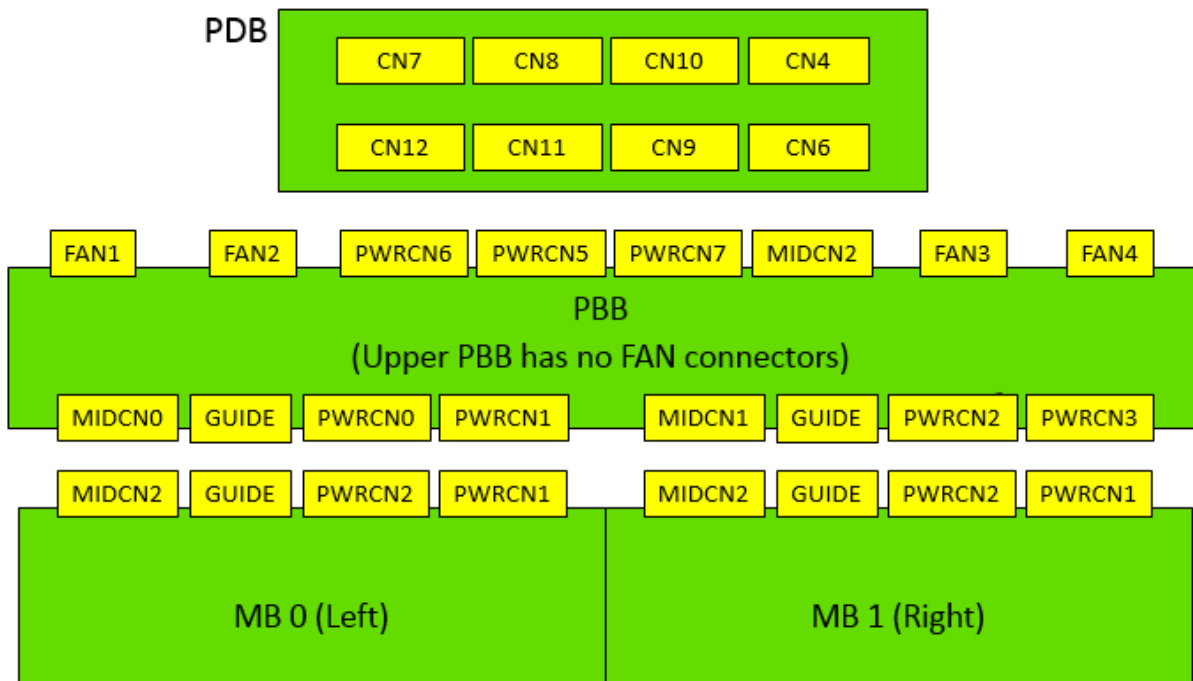 PDB
CN7 CN8 CN10 CN4
CN12 CN11 CN9 CN6
FAN1 FAN2 PWRCN6 PWRCN5 PWRCN7 MIDCN2 FAN3 FAN4
PBB
(Upper PBB has no FAN connectors)
MIDCN0 GUIDE PWRCN0 PWRCN1 MIDCN1 GUIDE PWRCN2 PWRCN3
MIDCN2 GUIDE PWRCN2 PWRCN1 MIDCN2 GUIDE PWRCN2 PWRCN1
MB 0 (Left) MB 1 (Right)